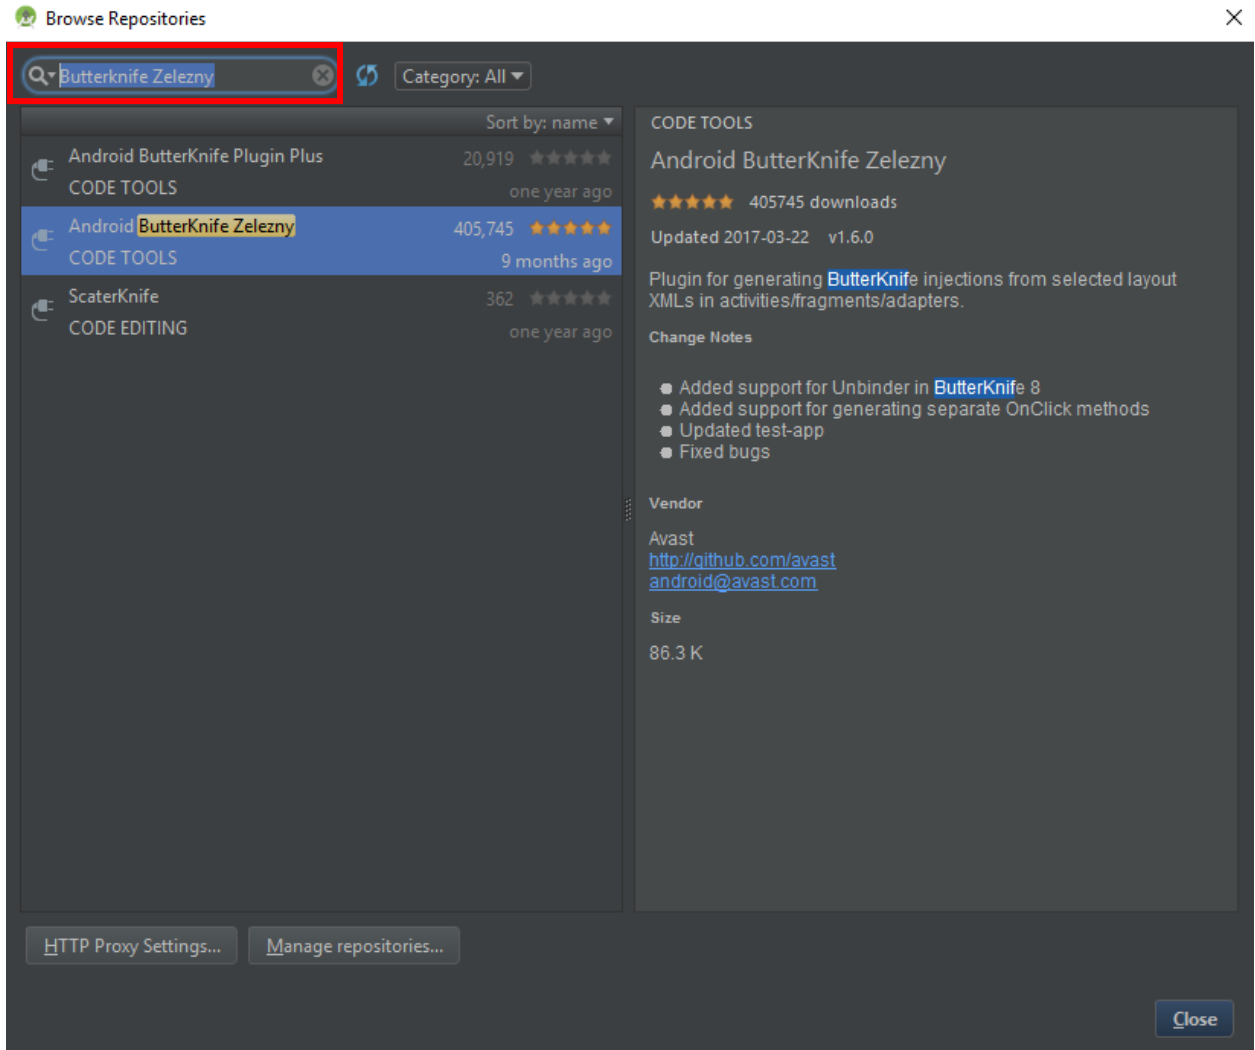 Browse Repositories
Butterknife Zelezny
Category: All
Sort by: name
Android ButterKnife Plugin Plus 20,919
CODE TOOLS one year ago
Android ButterKnife Zelezny 405,745
CODE TOOLS 9 months ago
ScaterKnife 362
CODE EDITING one year ago
CODE TOOLS
Android ButterKnife Zelezny
405745 downloads
Updated 2017-03-22 v1.6.0
Plugin for generating ButterKnife injections from selected layout
XMLs in activities/fragments/adapters.
Change Notes
Added support for Unbinder in ButterKnife 8
Added support for generating separate OnClick methods
Updated test-app
Fixed bugs
Vendor
Avast
http://github.com/avast
android@avast.com
Size
86.3 K
HTTP Proxy Settings...
Manage repositories...
Close